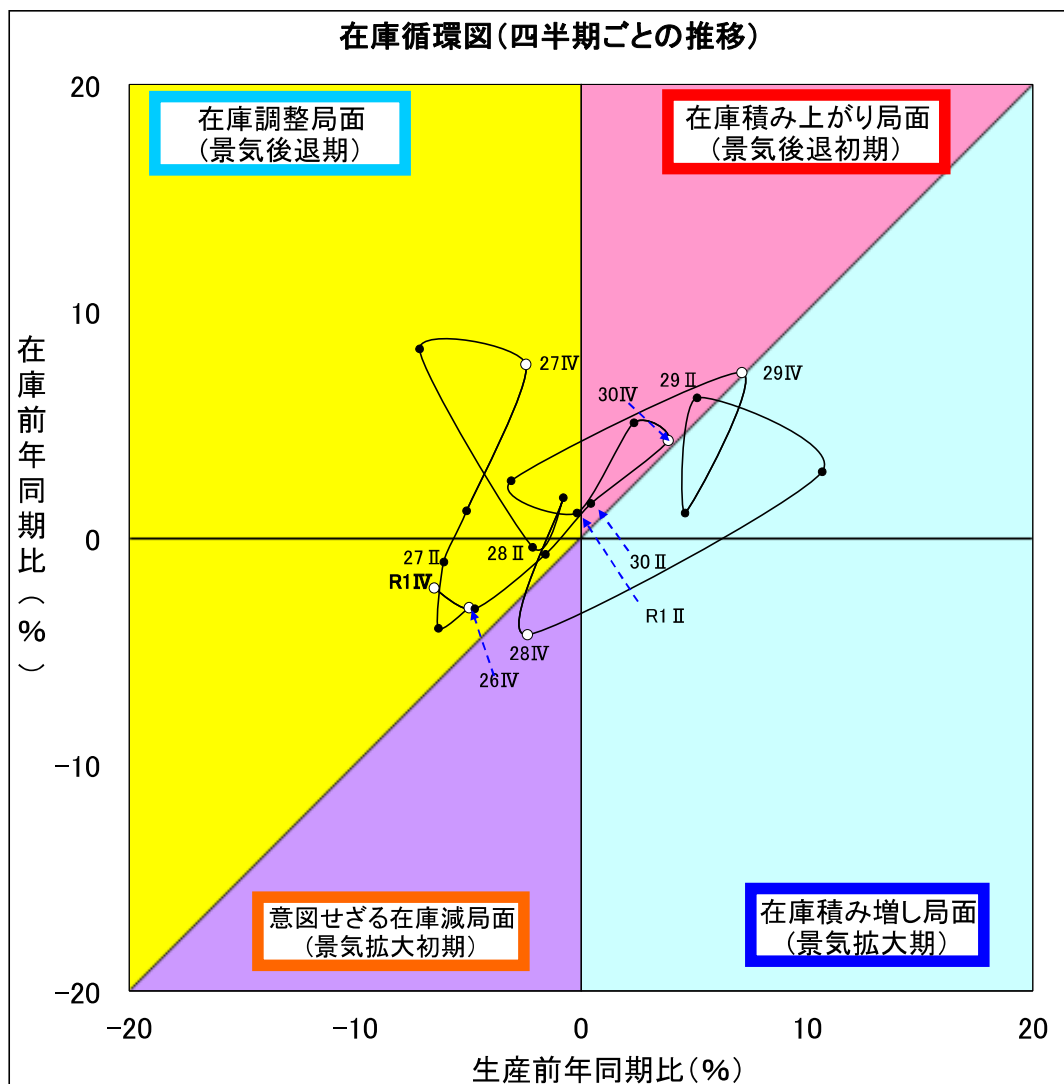 在庫循環図(四半期ごとの推移)
20
在庫調整局面
(景気後退期)
在庫積み上がり局面
(景気後退初期)
10
在庫前年同期比(%)
27Ⅳ
30Ⅳ
29Ⅱ
29Ⅳ
0
27Ⅱ
28Ⅱ
R1Ⅳ
30Ⅱ
R1Ⅱ
28Ⅳ
26Ⅳ
-10
意図せざる在庫減局面
(景気拡大初期)
在庫積み増し局面
(景気拡大期)
-20
-20
-10
0
10
20
生産前年同期比(%)